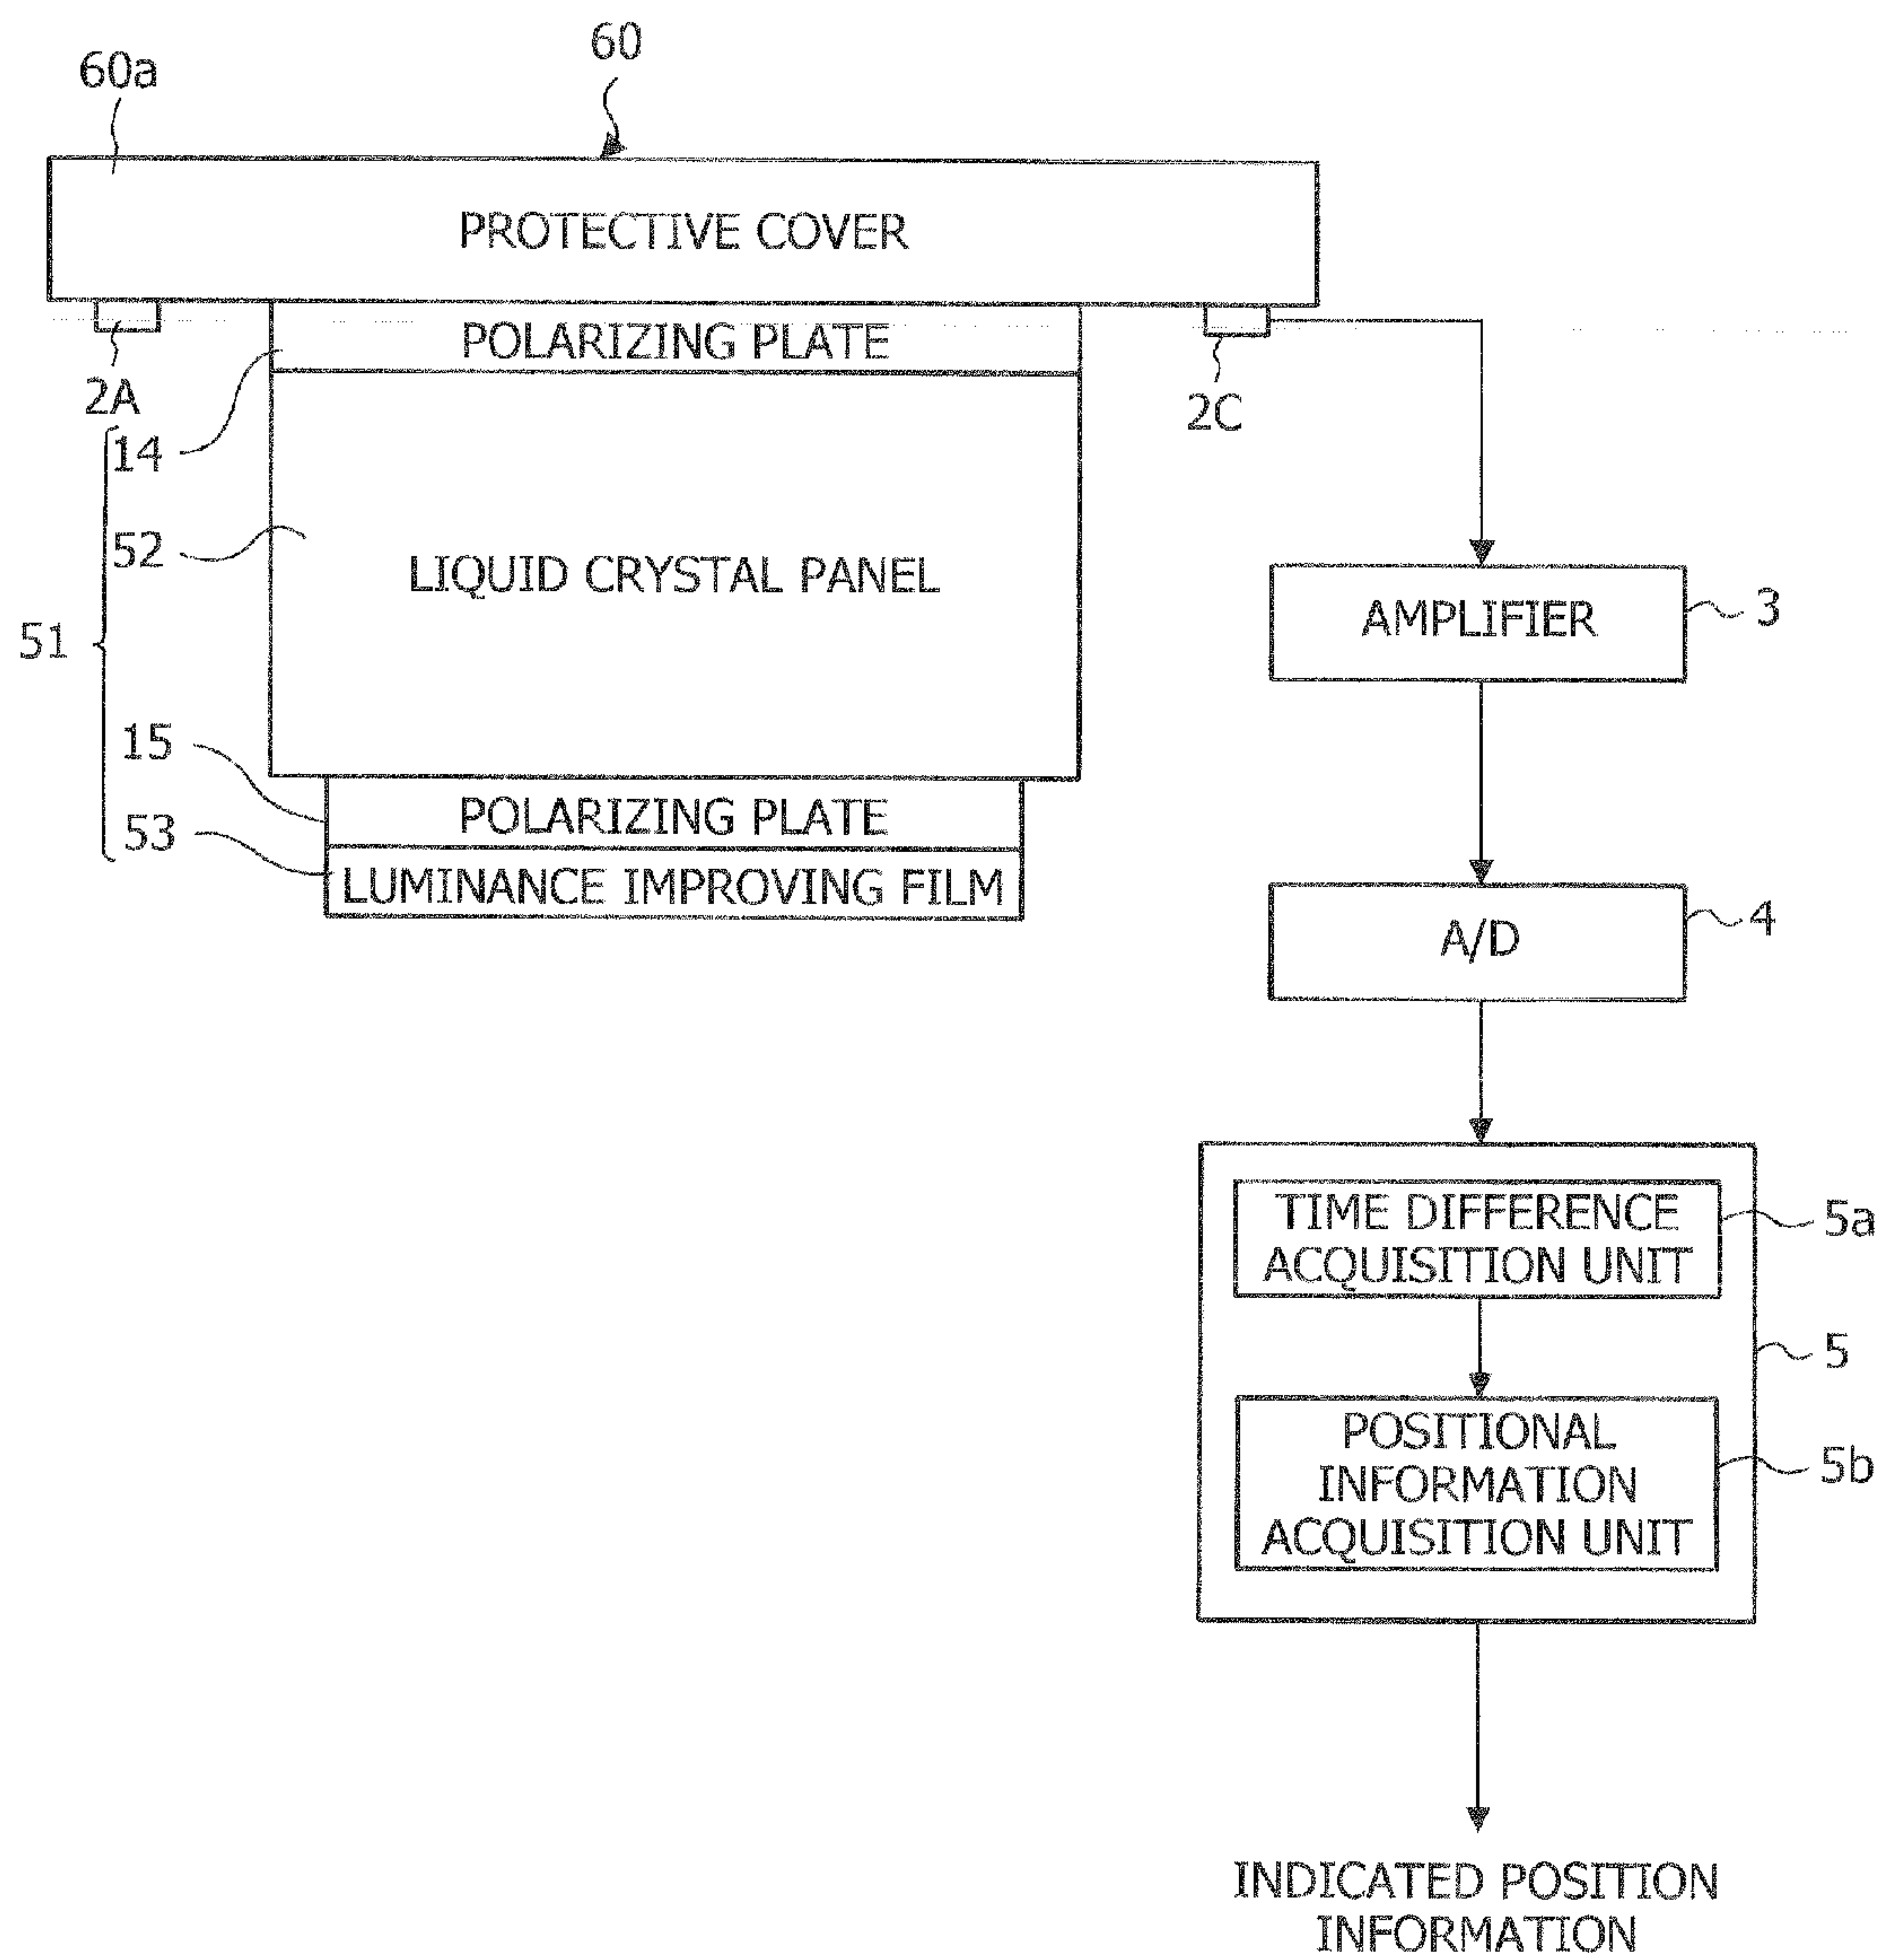 60
60a
PROTECTIVE COVER
POLARIZING PLATE
2A
2C
14
52
LIQUID CRYSTAL PANEL
51
AMPLIFIER
3
15
POLARIZING PLATE
53
LUMINANCE IMPROVING FILM
A/D
4
TIME DIFFERENCE
ACQUISITION UNIT
5a
5
POSITIONAL
INFORMATION
ACQUISITION UNIT
5b
INDICATED POSITION
INFORMATION